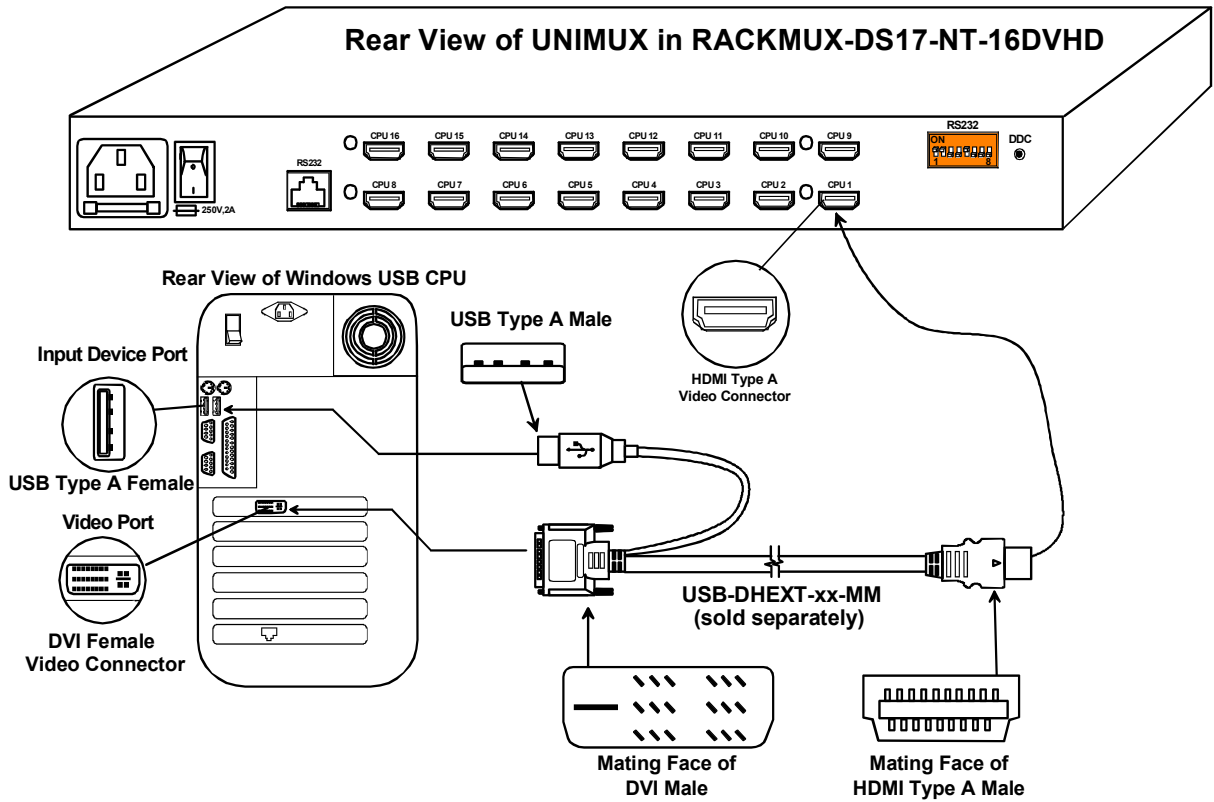 Rear View of UNIMUX in RACKMUX-DS17-NT-16DVHD
RS232
ON
1 8
DDC
CPU 16 CPU 15 CPU 14 CPU 13 CPU 12 CPU 11 CPU 10 CPU 9
RS232
CPU 8 CPU 7 CPU 6 CPU 5 CPU 4 CPU 3 CPU 2 CPU 1
250V,2A
Rear View of Windows USB CPU
Input Device Port
USB Type A Female
Video Port
DVI Female
Video Connector
USB Type A Male
HDMI Type A
Video Connector
USB-DHEXT-xx-MM
(sold separately)
Mating Face of
DVI Male
Mating Face of
HDMI Type A Male